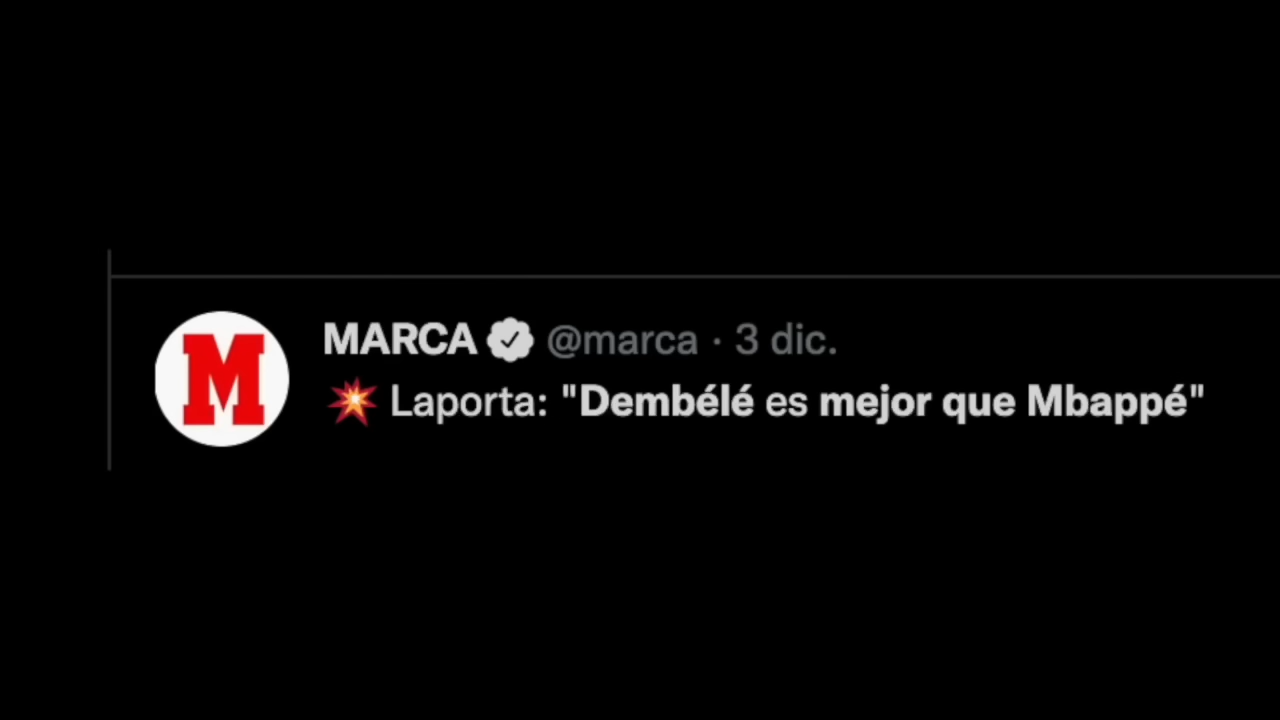 MARCA @marca · 3 dic.
💥 Laporta: "Dembélé es mejor que Mbappé"